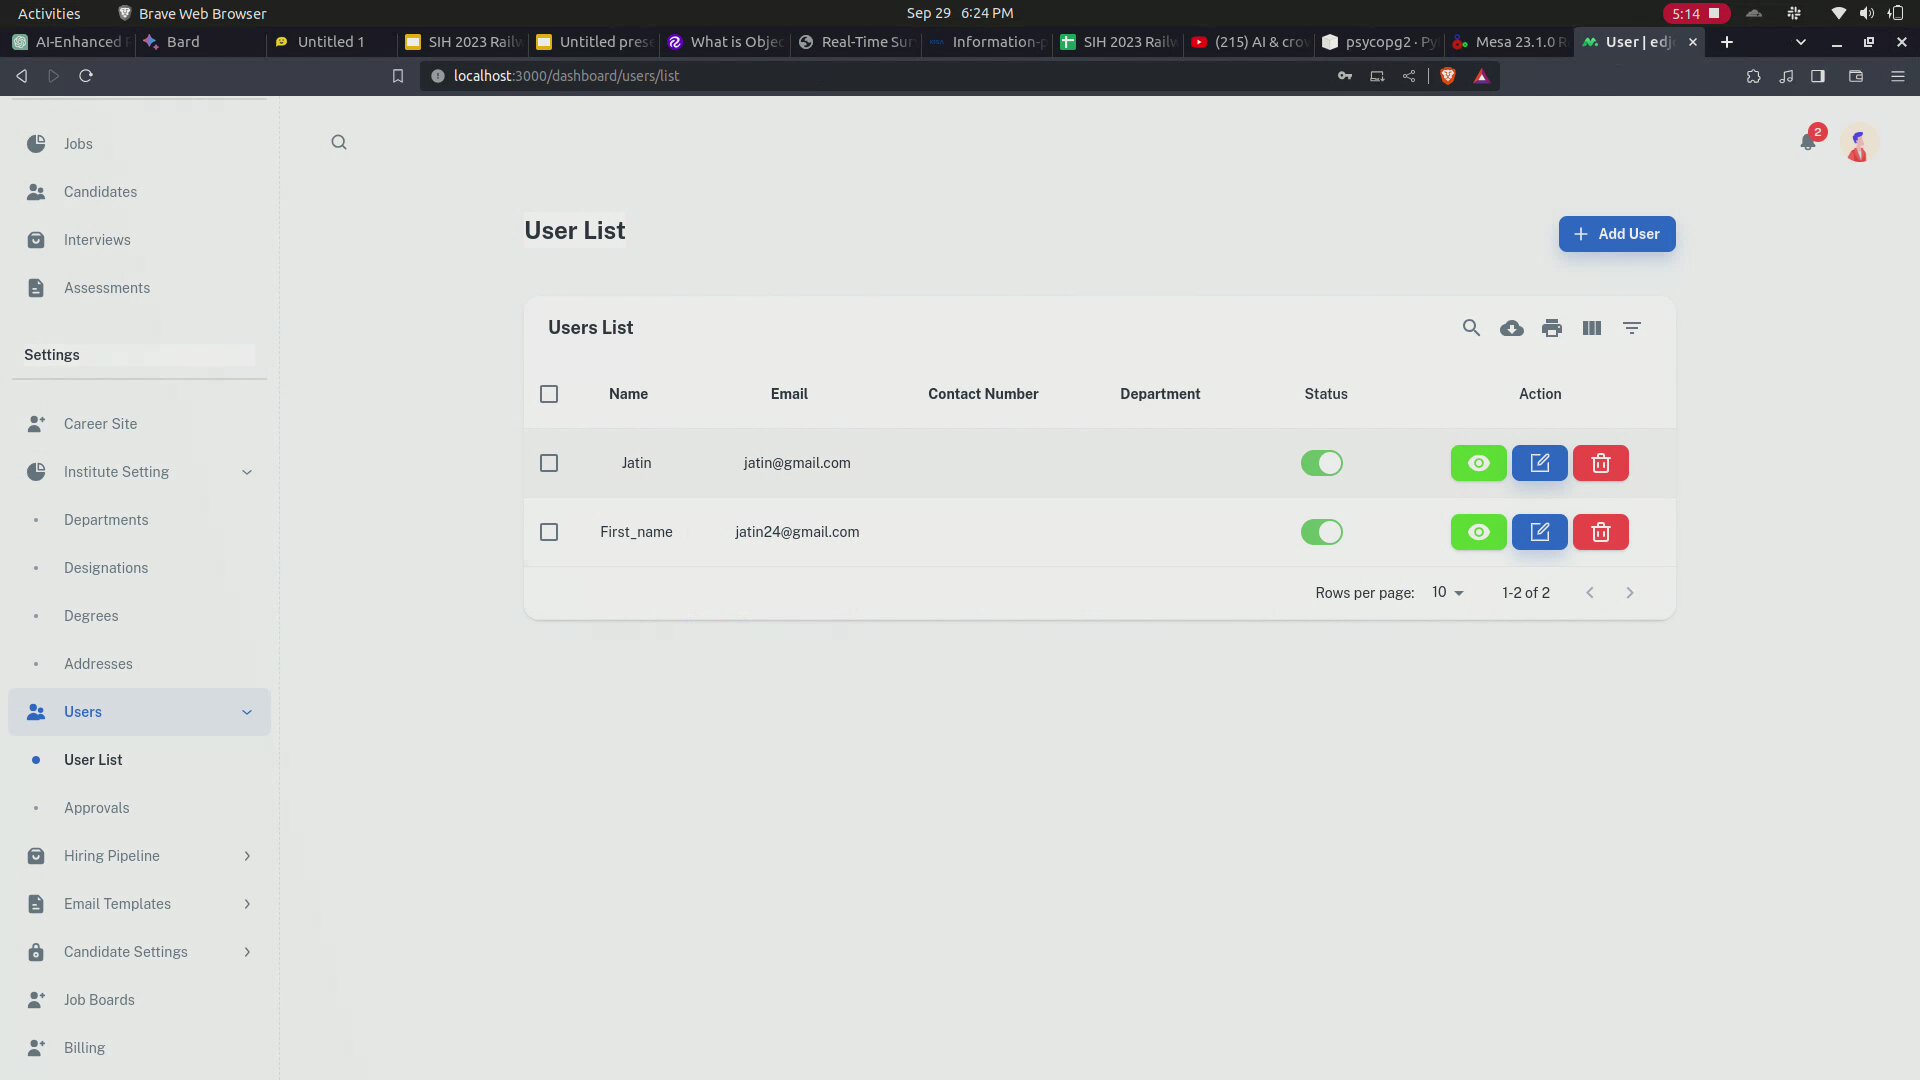 Activities
Brave Web Browser
Sep 29 6:24 PM
5:14
AI-Enhanced
Bard
Untitled 1
SIH 2023 Railw
Untitled prese
What is Objec
Real-Time Sur
Information-p
SIH 2023 Railw
(215) AI & crow
psycopg2 · Py
Mesa 23.1.0 R
User | edjo
localhost:3000/dashboard/users/list
Jobs
Candidates
Interviews
Assessments
Settings
Career Site
Institute Setting
Departments
Designations
Degrees
Addresses
Users
User List
Approvals
Hiring Pipeline
Email Templates
Candidate Settings
Job Boards
Billing
2
User List
Add User
Users List
Name Email Contact Number Department Status Action
Jatin jatin@gmail.com
First_name jatin24@gmail.com
Rows per page: 10 1-2 of 2